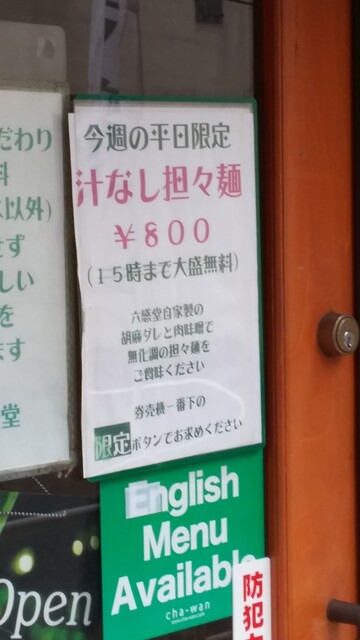 だわり
料
以外)
せず
しい
を
ます
堂
今週の平日限定
汁なし担々麺
￥８００
(15時まで大盛無料)
六感堂自家製の
胡麻ダレと肉味噌で
無化調の担々麺を
ご賞味ください
券売機一番下の
限定ボタンでお求めください
English
Menu
Available
cha-wan
www.cha-wan.com
Open
防犯